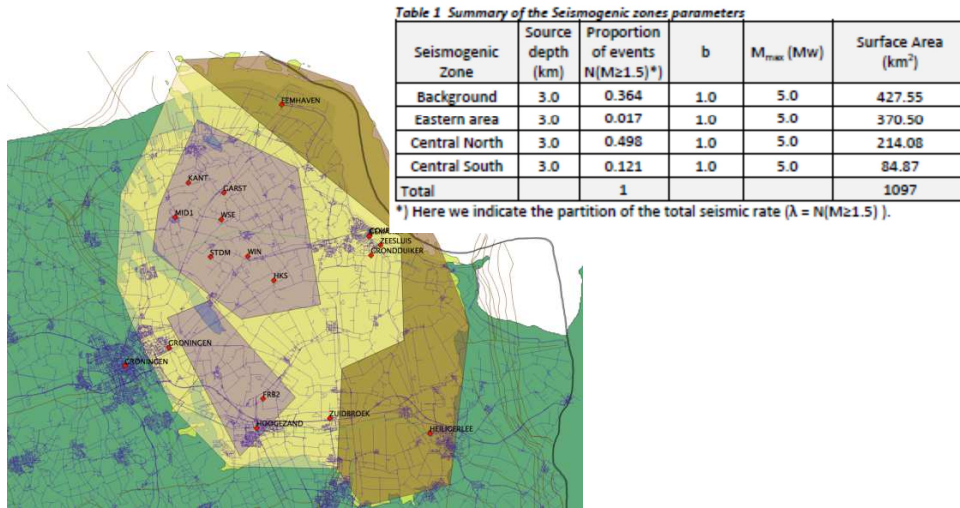 Table 1 Summary of the Seismogenic zones parameters
Seismogenic Zone Source depth (km) Proportion of events N(M≥1.5)*) b Mmax (Mw) Surface Area (km²)
Background 3.0 0.364 1.0 5.0 427.55
Eastern area 3.0 0.017 1.0 5.0 370.50
Central North 3.0 0.498 1.0 5.0 214.08
Central South 3.0 0.121 1.0 5.0 84.87
Total 1 1097
*) Here we indicate the partition of the total seismic rate (λ = N(M≥1.5) ).
EEMHAVEN
KANT
GARST
MID1
WSE
ZEESLUIS
GRONDDUIKER
STDM
WIN
HKS
GRONINGEN
GRONINGEN
FRB2
ZUIDBROEK
HOOGEZAND
HEILIGERLEE